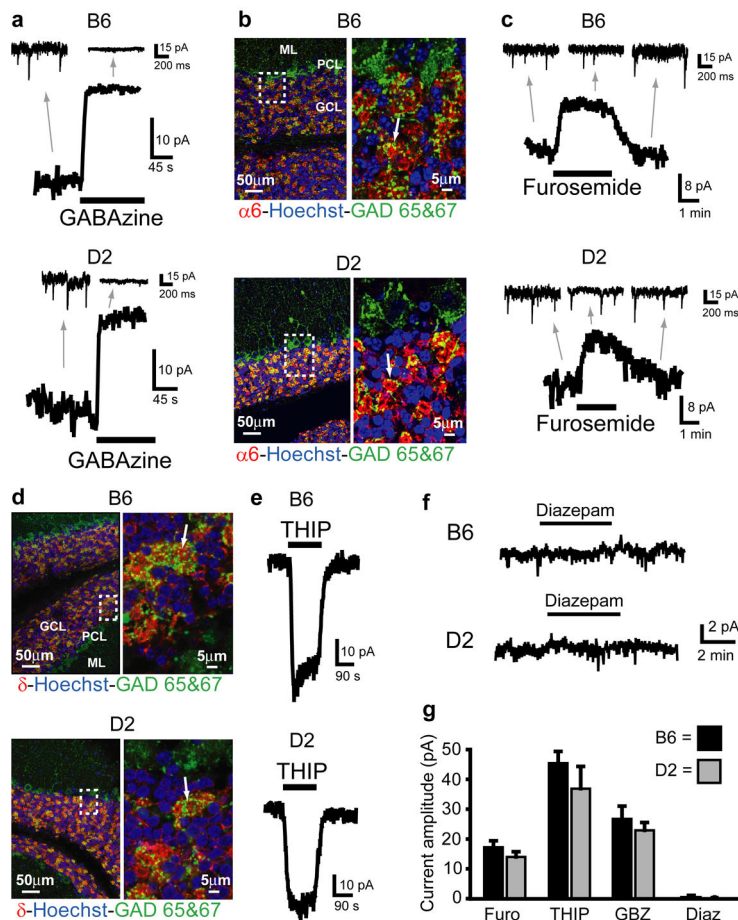 a
B6
15 pA
200 ms
10 pA
45 s
GABAzine
D2
15 pA
200 ms
10 pA
45 s
GABAzine
b
B6
ML
PCL
GCL
50μm
5μm
α6-Hoechst-GAD 65&67
D2
50μm
5μm
α6-Hoechst-GAD 65&67
c
B6
15 pA
200 ms
Furosemide
8 pA
1 min
D2
15 pA
200 ms
Furosemide
8 pA
1 min
d
B6
GCL
PCL
ML
50μm
5μm
δ-Hoechst-GAD 65&67
D2
50μm
5μm
δ-Hoechst-GAD 65&67
e
B6
THIP
10 pA
90 s
D2
THIP
10 pA
90 s
f
Diazepam
B6
Diazepam
D2
2 pA
2 min
g
B6 =
D2 =
Current amplitude (pA)
50
40
30
20
10
0
Furo THIP GBZ Diaz